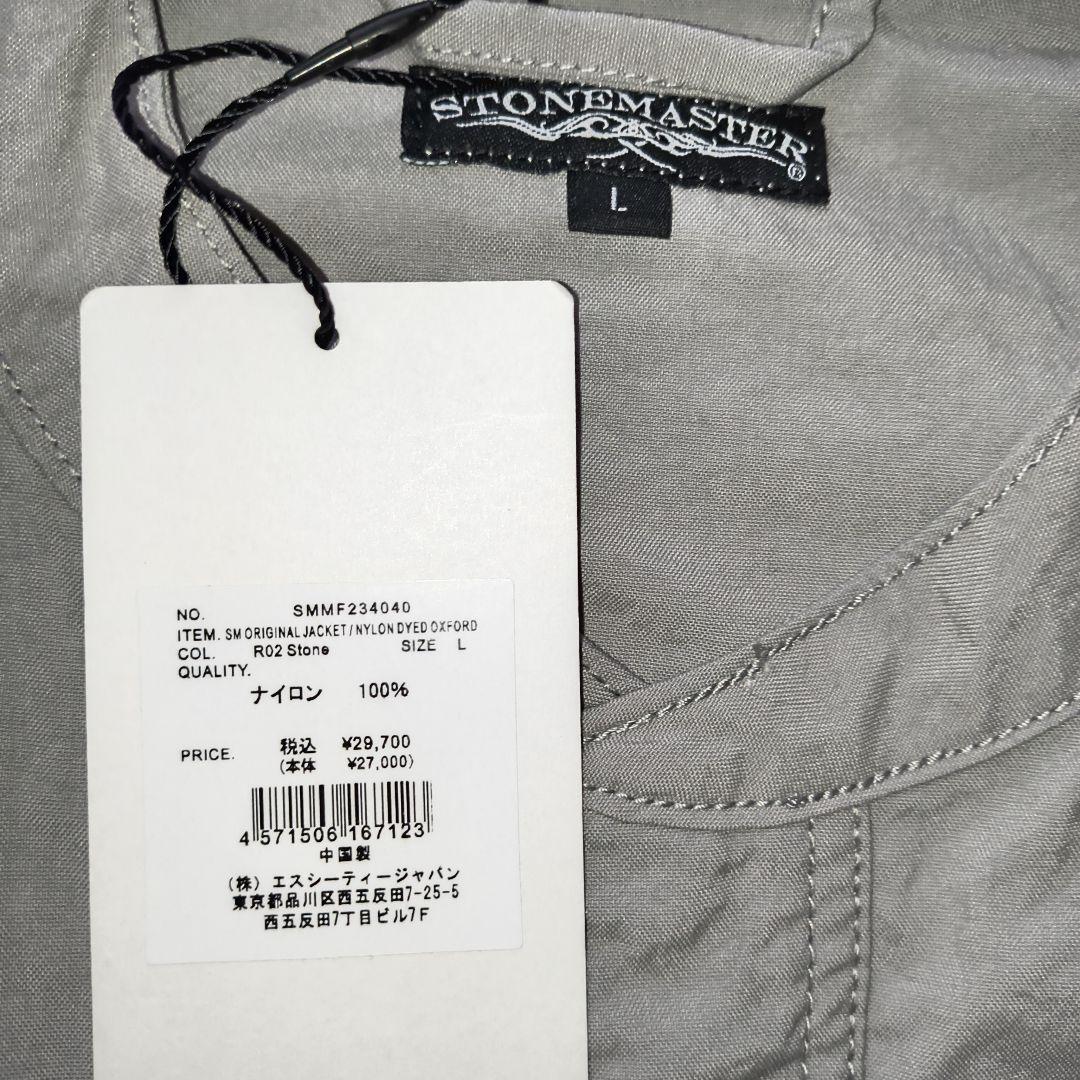 STONEMASTER
®
L
NO. SMMF234040
ITEM. SM ORIGINAL JACKET/NYLON DYED OXFORD
COL. R02 Stone SIZE L
QUALITY.
ナイロン 100%
PRICE. 税込 ¥29,700
(本体 ¥27,000)
4 571506 167123
中国製
(株) エスシーティージャパン
東京都品川区西五反田7-25-5
西五反田7丁目ビル7F